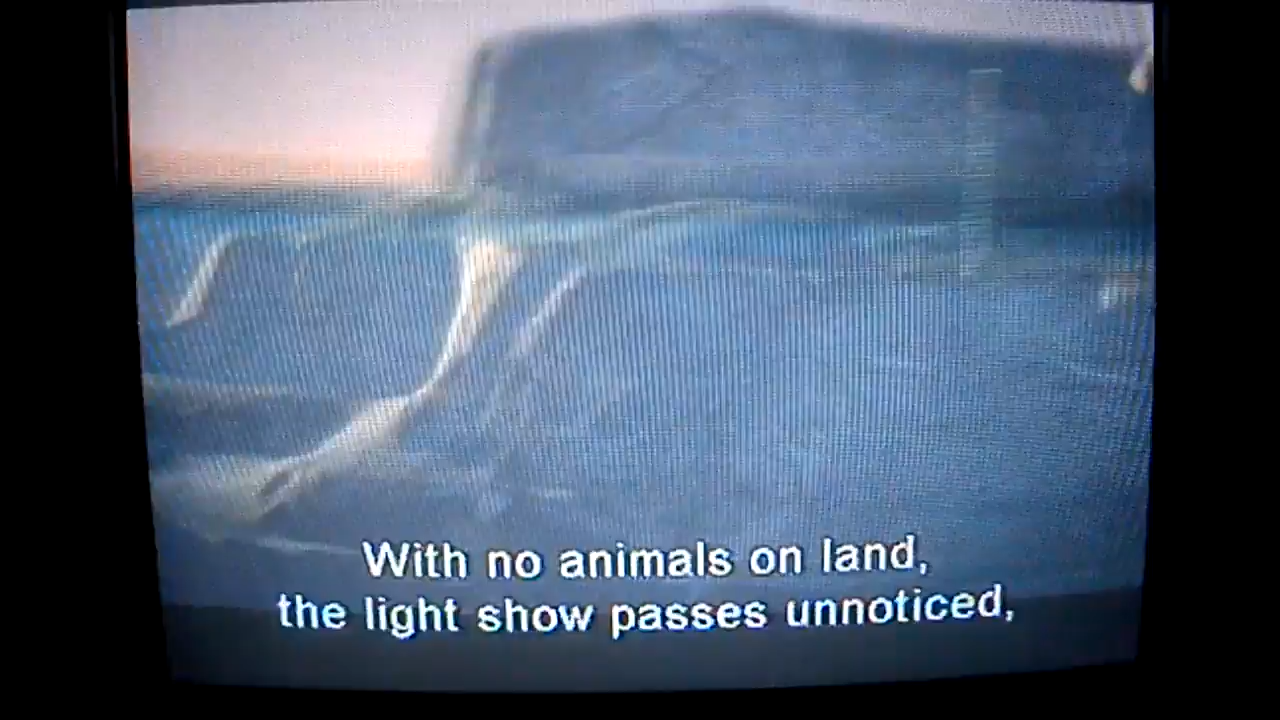 With no animals on land,
the light show passes unnoticed,